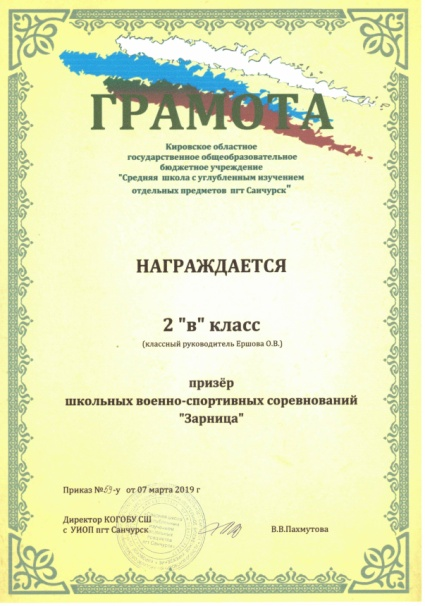 ГРАМОТА
Кировское областное
государственное общеобразовательное
бюджетное учреждение
"Средняя школа с углубленным изучением
отдельных предметов пгт Санчурск"
НАГРАЖДАЕТСЯ
2 "в" класс
(классный руководитель Ершова О.В.)
призёр
школьных военно-спортивных соревнований
"Зарница"
Приказ №59-у от 07 марта 2019 г
Директор КОГОБУ СШ
с УИОП пгт Санчурск
В.В.Пахмутова